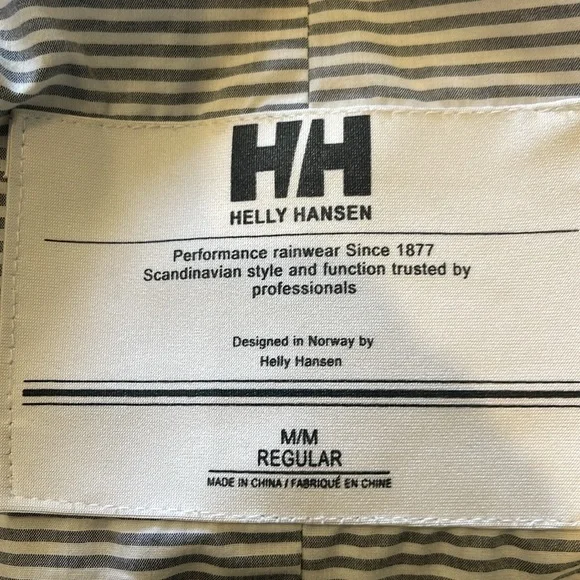 HH
HELLY HANSEN
Performance rainwear Since 1877
Scandinavian style and function trusted by
professionals
Designed in Norway by
Helly Hansen
M/M
REGULAR
MADE IN CHINA / FABRIQUÉ EN CHINE